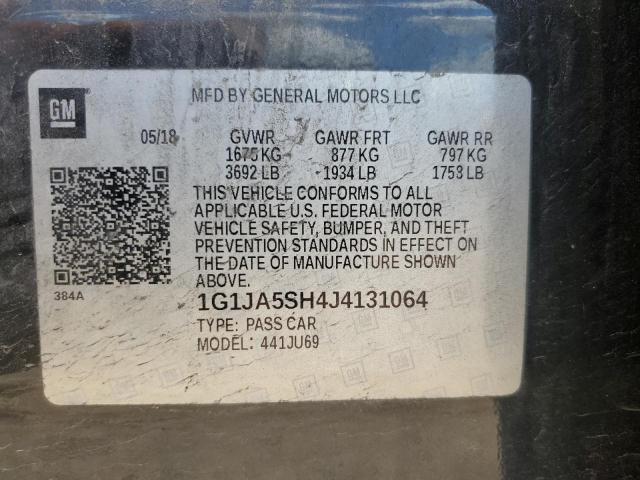 GM
MFD BY GENERAL MOTORS LLC
05/18 GVWR GAWR FRT GAWR RR
1675 KG 877 KG 797 KG
3692 LB 1934 LB 1753 LB
THIS VEHICLE CONFORMS TO ALL
APPLICABLE U.S. FEDERAL MOTOR
VEHICLE SAFETY, BUMPER, AND THEFT
PREVENTION STANDARDS IN EFFECT ON
THE DATE OF MANUFACTURE SHOWN
ABOVE.
384A
1G1JA5SH4J4131064
TYPE: PASS CAR
MODEL: 441JU69